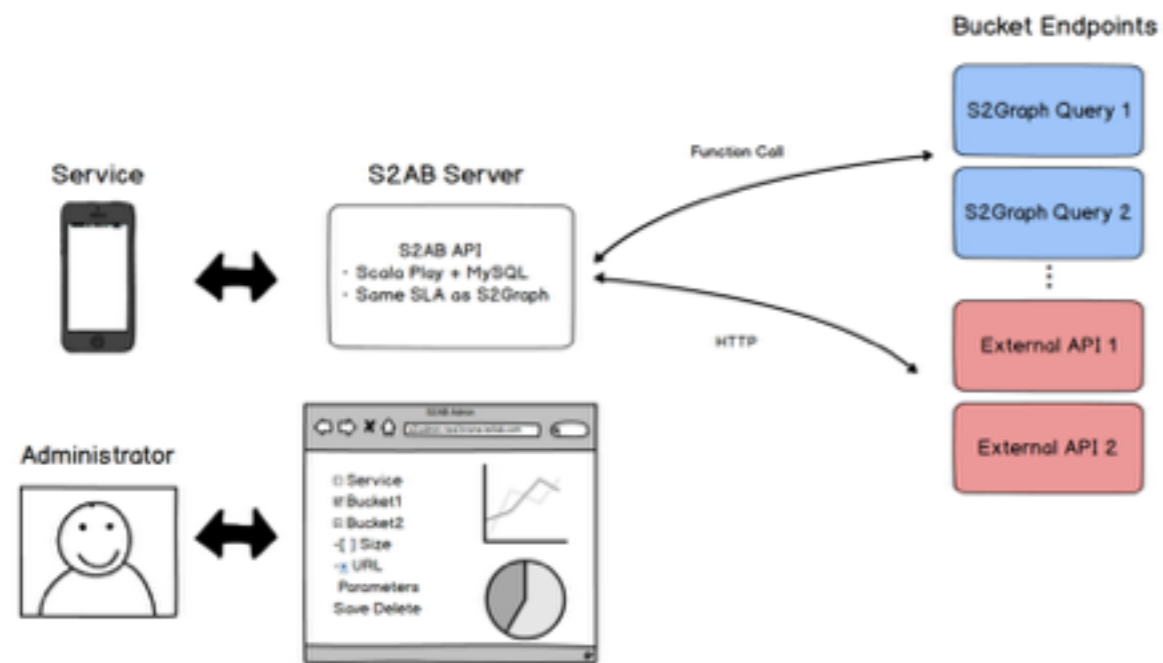 Bucket Endpoints
S2Graph Query 1
Function Call
Service
S2AB Server
S2Graph Query 2
S2AB API
· Scala Play + MySQL
· Same SLA as S2Graph
HTTP
External API 1
S2AB Admin
External API 2
Administrator
Service
Bucket1
Bucket2
-[ ] Size
URL
Parameters
Save Delete